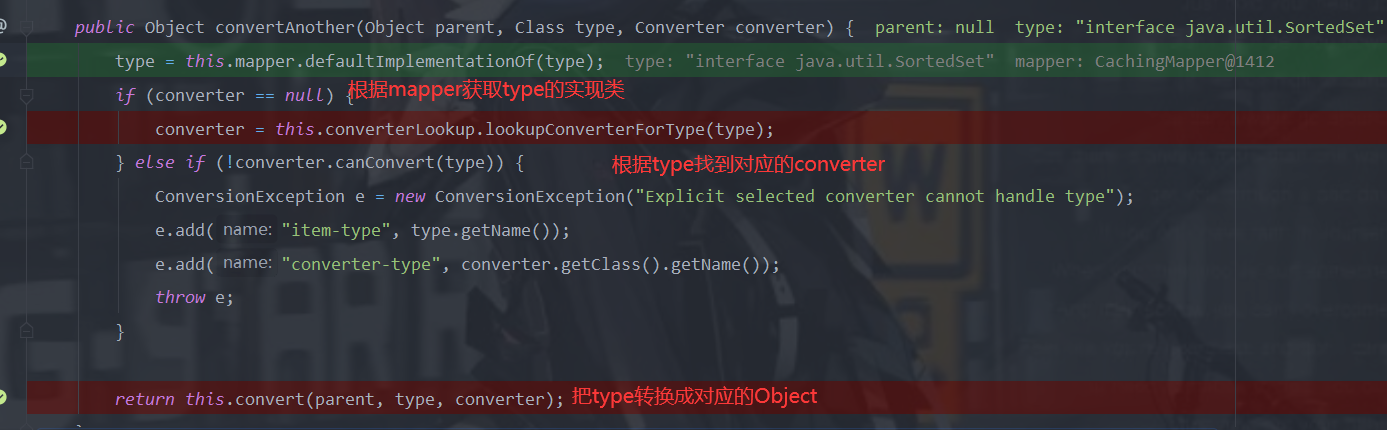 public Object convertAnother(Object parent, Class type, Converter converter) { parent: null type: "interface java.util.SortedSet"
type = this.mapper.defaultImplementationOf(type); type: "interface java.util.SortedSet" mapper: CachingMapper@1412
if (converter == null) { 根据mapper获取type的实现类
converter = this.converterLookup.lookupConverterForType(type);
} else if (!converter.canConvert(type)) { 根据type找到对应的converter
ConversionException e = new ConversionException("Explicit selected converter cannot handle type");
e.add( name: "item-type", type.getName());
e.add( name: "converter-type", converter.getClass().getName());
throw e;
}
return this.convert(parent, type, converter); 把type转换成对应的Object